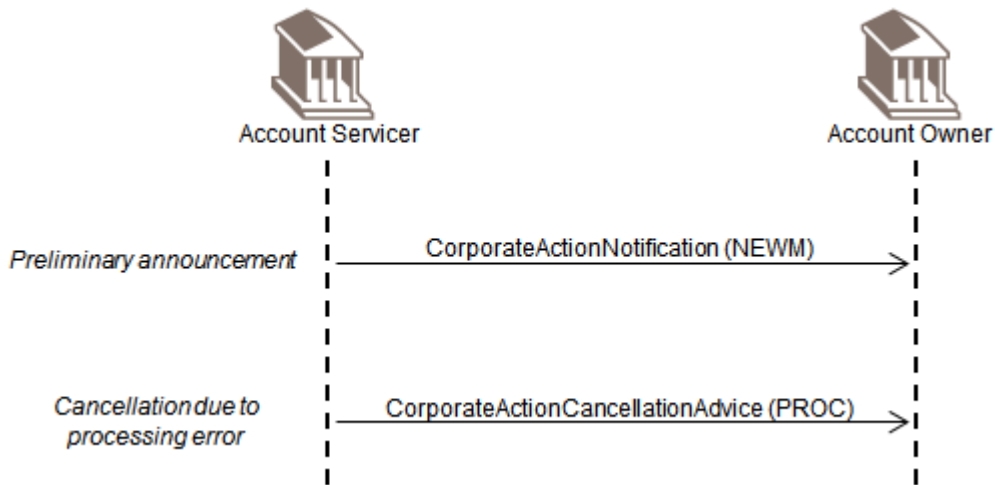 Account Servicer
Account Owner
Preliminary announcement
CorporateActionNotification (NEWM)
Cancellation due to
processing error
CorporateActionCancellationAdvice (PROC)